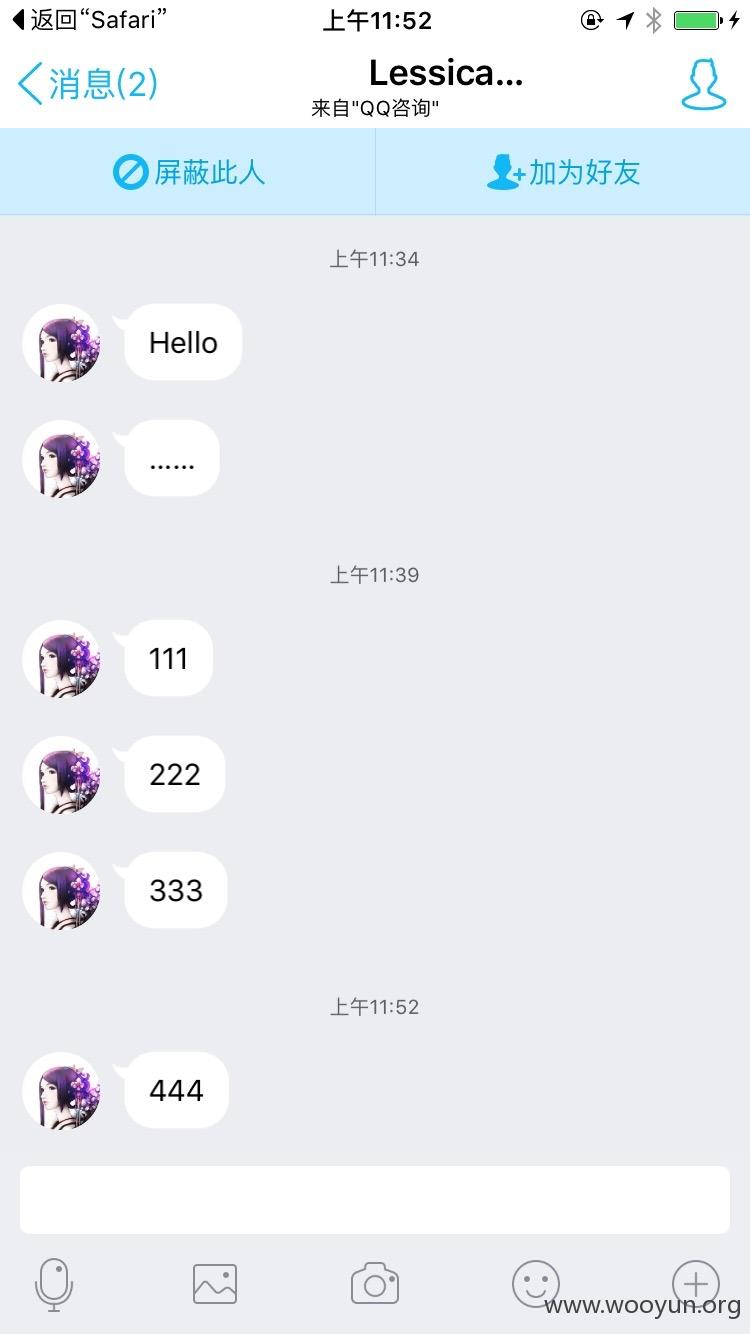 返回“Safari”
上午11:52
消息(2)
Lessica...
来自"QQ咨询"
屏蔽此人
加为好友
上午11:34
Hello
......
上午11:39
111
222
333
上午11:52
444
www.wooyun.org